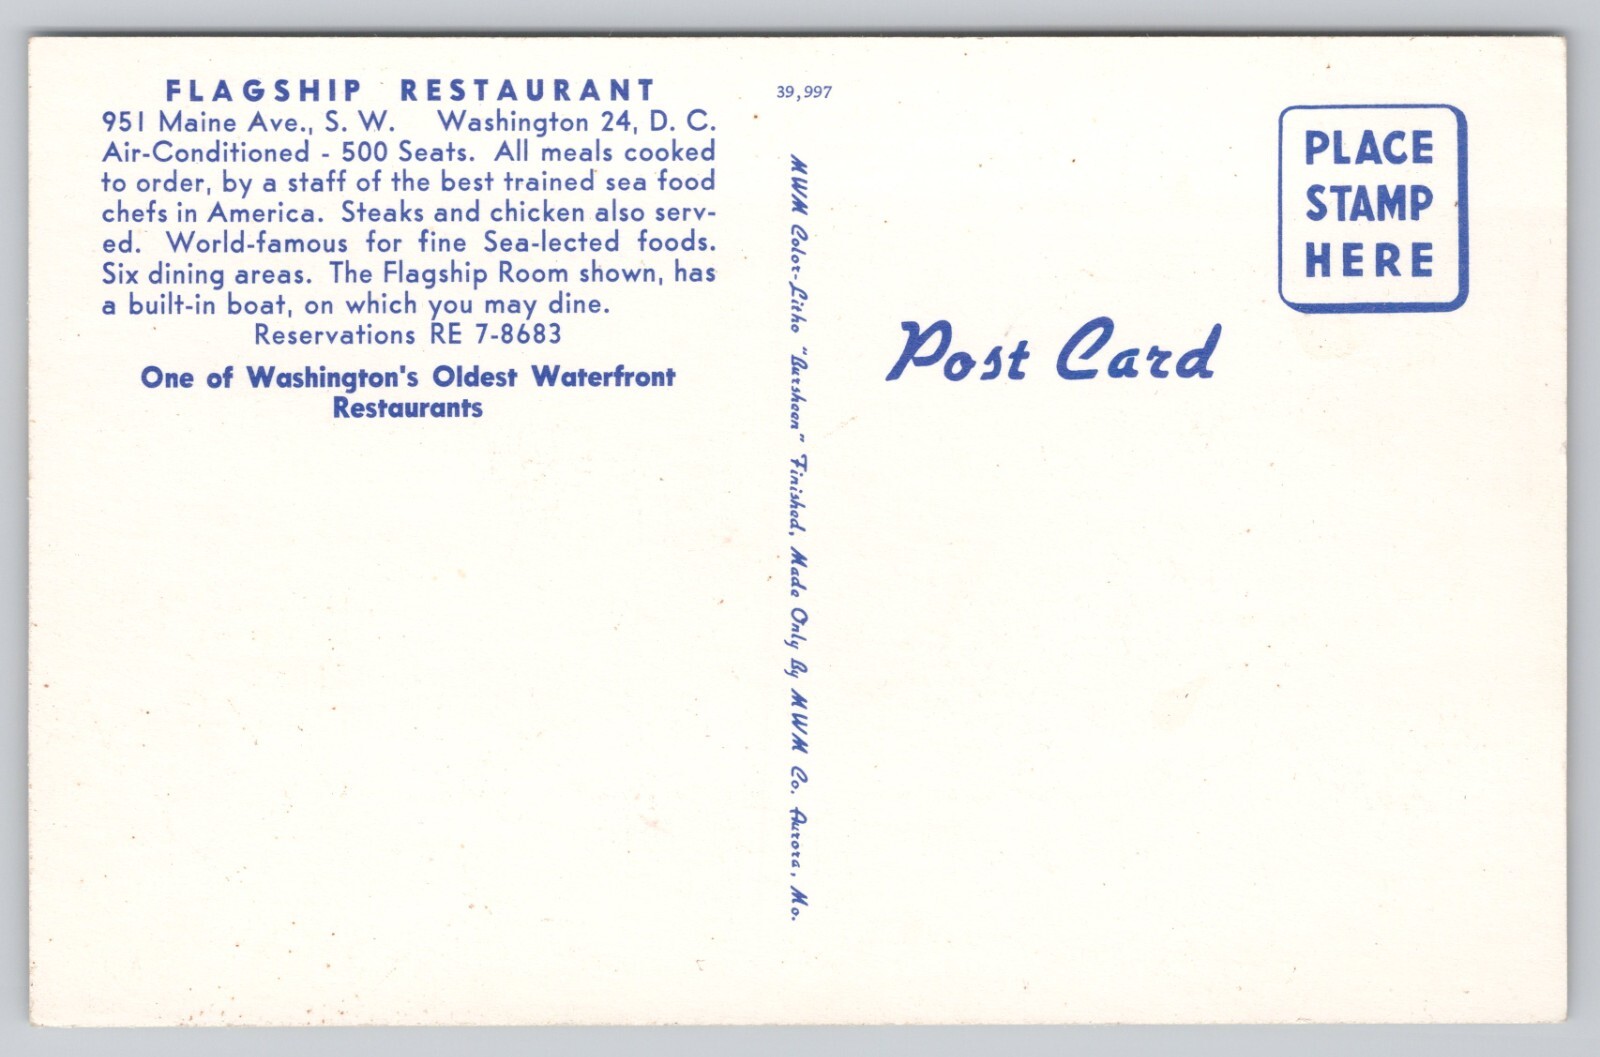 FLAGSHIP RESTAURANT
951 Maine Ave., S. W. Washington 24, D. C.
Air-Conditioned - 500 Seats. All meals cooked
to order, by a staff of the best trained sea food
chefs in America. Steaks and chicken also serv-
ed. World-famous for fine Sea-lected foods.
Six dining areas. The Flagship Room shown, has
a built-in boat, on which you may dine.
Reservations RE 7-8683
One of Washington's Oldest Waterfront
Restaurants
39,997
MWM Color-Litho "Bursheen" Finished, Made Only By MWM Co. Aurora, Mo.
PLACE
STAMP
HERE
Post Card